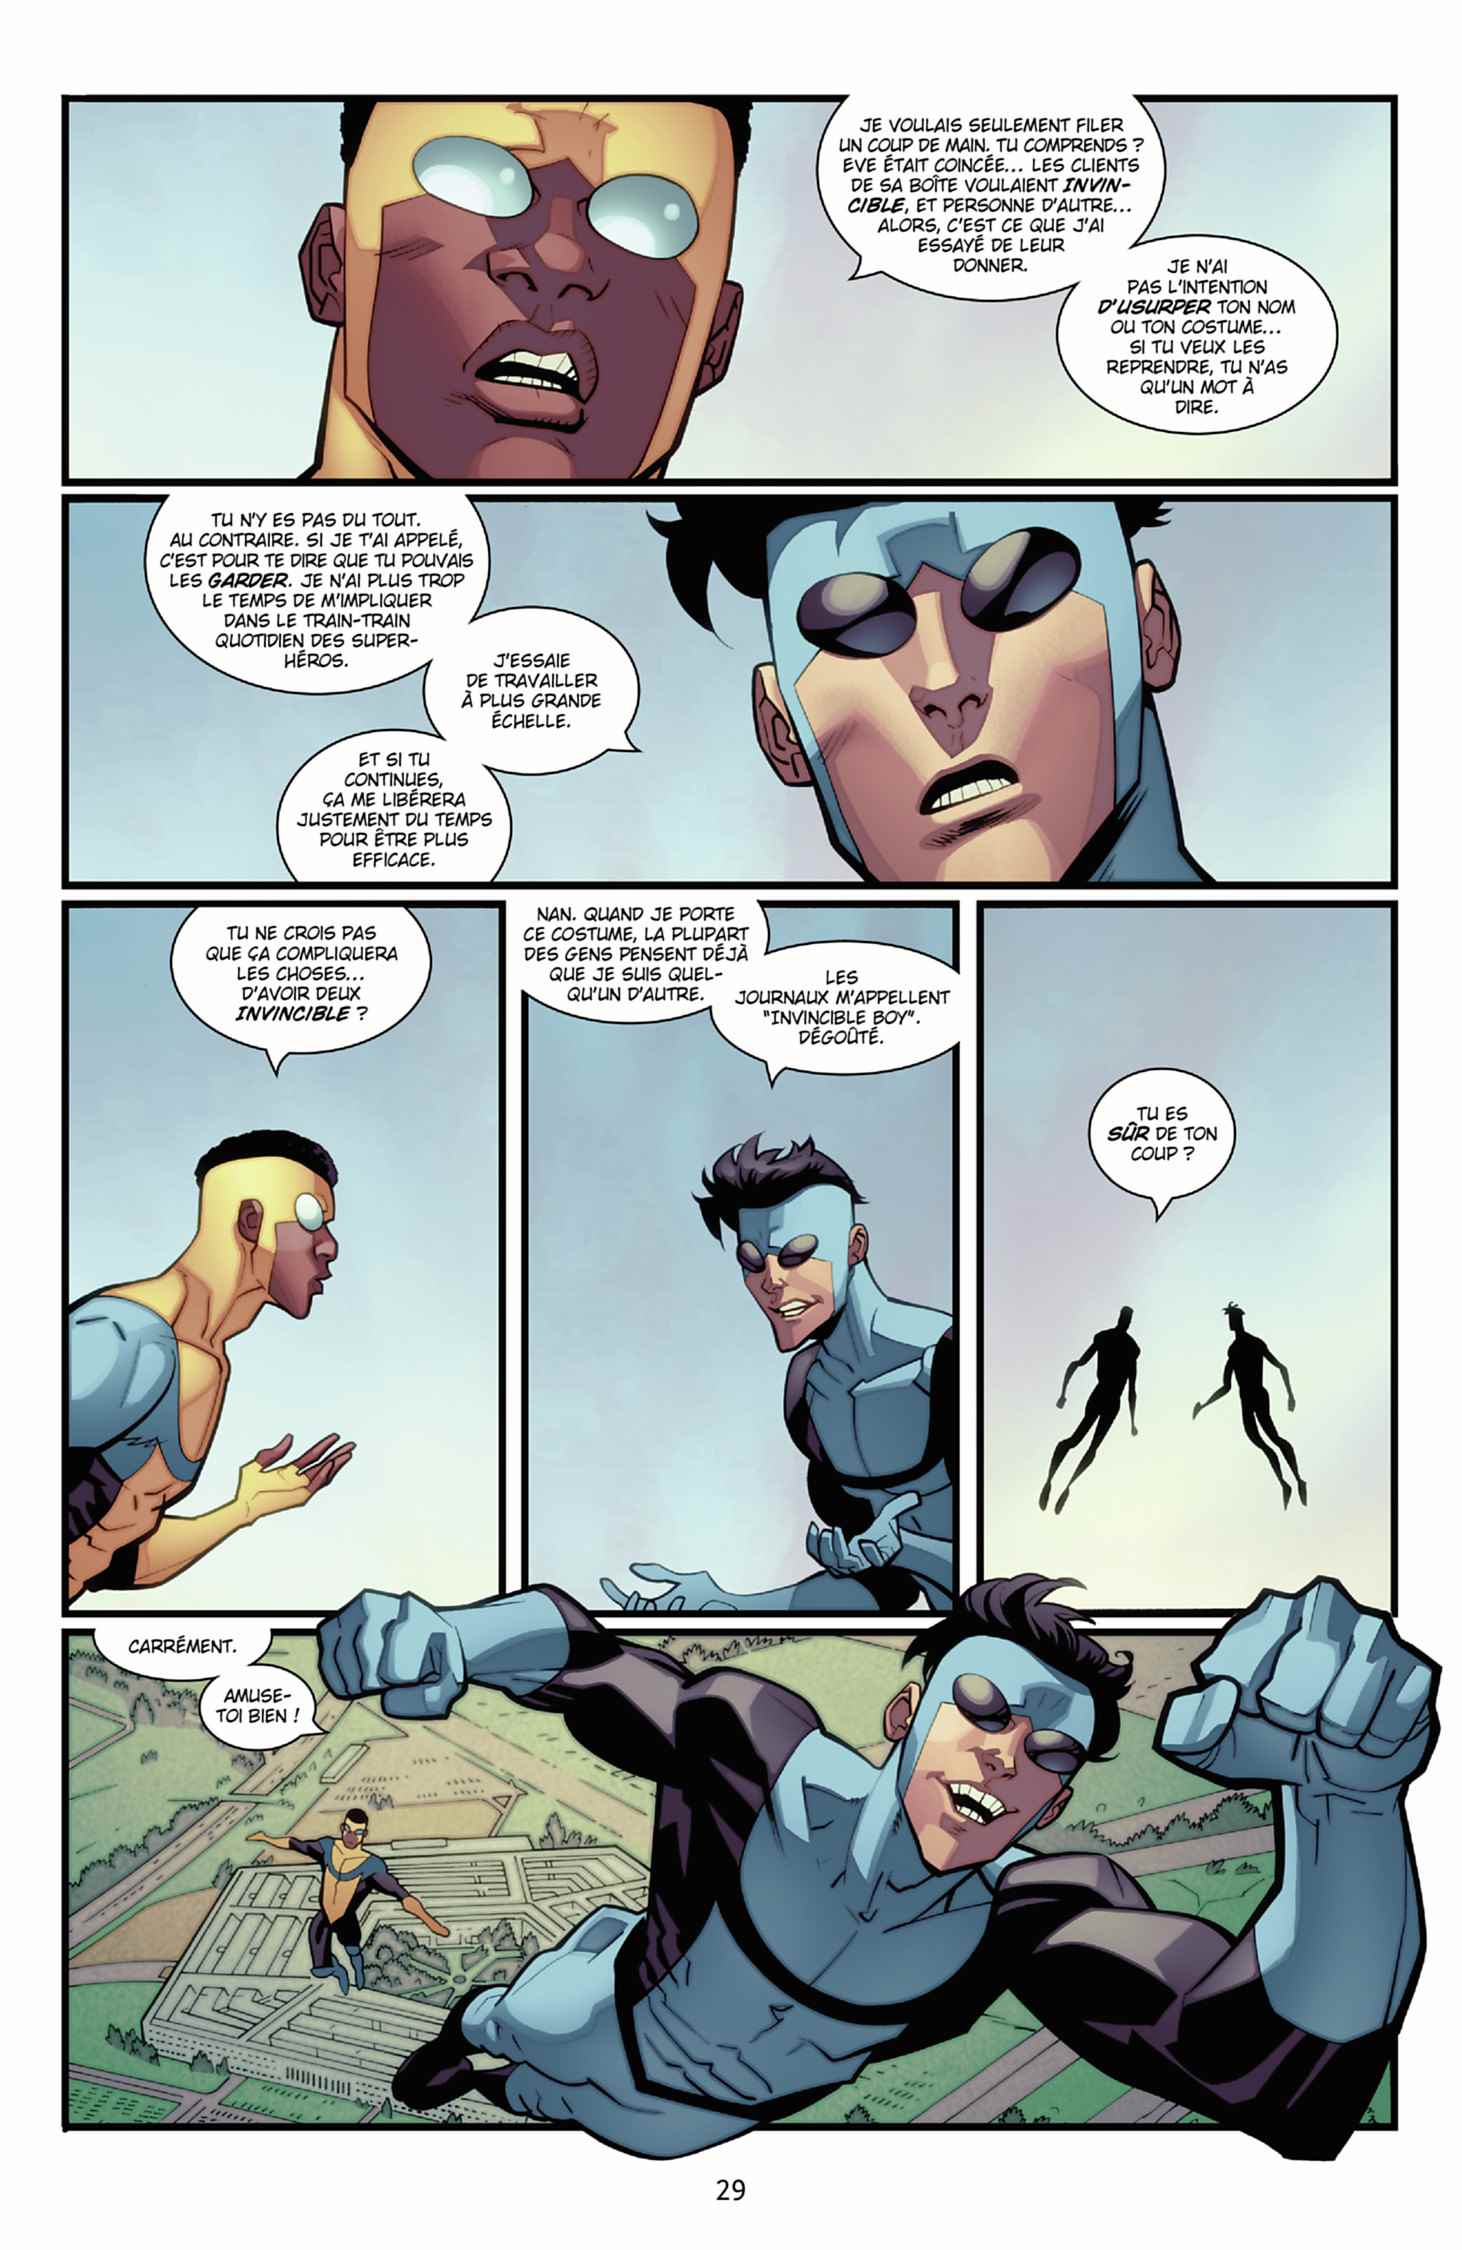 JE VOULAIS SEULEMENT FILER
UN COUP DE MAIN. TU COMPRENDS ?
EVE ÉTAIT COINCÉE... LES CLIENTS
DE SA BOÎTE VOULAIENT INVIN-
CIBLE, ET PERSONNE D'AUTRE...
ALORS, C'EST CE QUE J'AI
ESSAYÉ DE LEUR
DONNER.
JE N'AI
PAS L'INTENTION
D'USURPER TON NOM
OU TON COSTUME...
SI TU VEUX LES
REPRENDRE, TU N'AS
QU'UN MOT À
DIRE.
TU N'Y ES PAS DU TOUT.
AU CONTRAIRE. SI JE T'AI APPELÉ,
C'EST POUR TE DIRE QUE TU POUVAIS
LES GARDER. JE N'AI PLUS TROP
LE TEMPS DE M'IMPLIQUER
DANS LE TRAIN-TRAIN
QUOTIDIEN DES SUPER-
HÉROS.
J'ESSAIE
DE TRAVAILLER
À PLUS GRANDE
ÉCHELLE.
ET SI TU
CONTINUES,
ÇA ME LIBÉRERA
JUSTEMENT DU TEMPS
POUR ÊTRE PLUS
EFFICACE.
TU NE CROIS PAS
QUE ÇA COMPLIQUERA
LES CHOSES...
D'AVOIR DEUX
INVINCIBLE ?
NAN. QUAND JE PORTE
CE COSTUME, LA PLUPART
DES GENS PENSENT DÉJÀ
QUE JE SUIS QUEL-
QU'UN D'AUTRE.
LES
JOURNAUX M'APPELLENT
"INVINCIBLE BOY".
DÉGOÛTÉ.
TU ES
SÛR DE TON
COUP ?
CARRÉMENT.
AMUSE-
TOI BIEN !
29